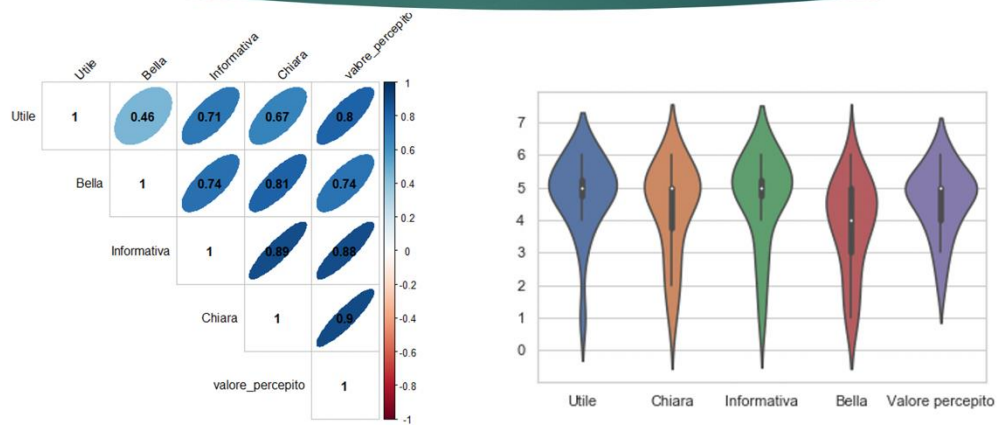 Utile
Bella
Informativa
Chiara
valore_percepito
Utile 1 0.46 0.71 0.67 0.8
Bella 1 0.74 0.81 0.74
Informativa 1 0.89 0.88
Chiara 1 0.9
valore_percepito 1
1
0.8
0.6
0.4
0.2
0
-0.2
-0.4
-0.6
-0.8
-1
7
6
5
4
3
2
1
0
Utile Chiara Informativa Bella Valore percepito